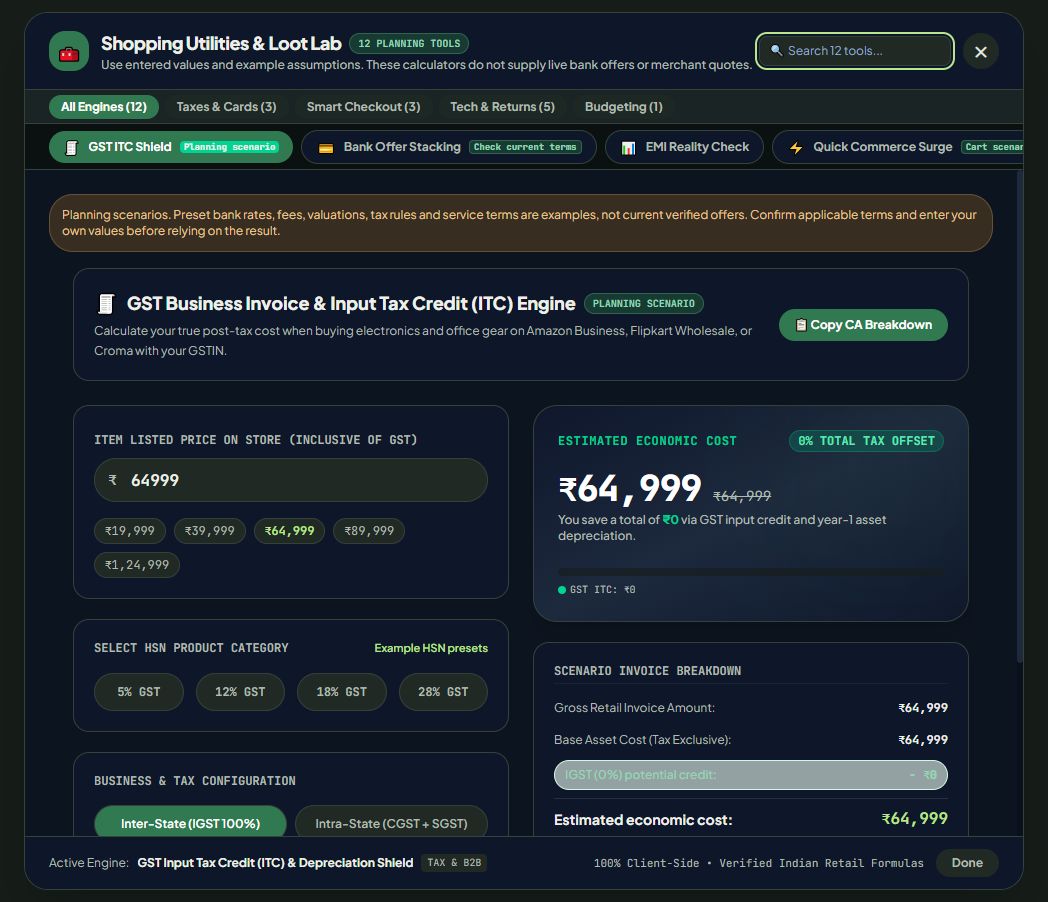 Shopping Utilities & Loot Lab 12 PLANNING TOOLS
Use entered values and example assumptions. These calculators do not supply live bank offers or merchant quotes.
Search 12 tools...
All Engines (12) Taxes & Cards (3) Smart Checkout (3) Tech & Returns (5) Budgeting (1)
GST ITC Shield Planning scenario Bank Offer Stacking Check current terms EMI Reality Check Quick Commerce Surge Cart scenar
Planning scenarios. Preset bank rates, fees, valuations, tax rules and service terms are examples, not current verified offers. Confirm applicable terms and enter your
own values before relying on the result.
GST Business Invoice & Input Tax Credit (ITC) Engine PLANNING SCENARIO
Calculate your true post-tax cost when buying electronics and office gear on Amazon Business, Flipkart Wholesale, or
Croma with your GSTIN.
Copy CA Breakdown
ITEM LISTED PRICE ON STORE (INCLUSIVE OF GST)
₹ 64999
₹19,999 ₹39,999 ₹64,999 ₹89,999
₹1,24,999
SELECT HSN PRODUCT CATEGORY Example HSN presets
5% GST 12% GST 18% GST 28% GST
BUSINESS & TAX CONFIGURATION
Inter-State (IGST 100%) Intra-State (CGST + SGST)
ESTIMATED ECONOMIC COST 0% TOTAL TAX OFFSET
₹64,999 ₹64,999
You save a total of ₹0 via GST input credit and year-1 asset
depreciation.
GST ITC: ₹0
SCENARIO INVOICE BREAKDOWN
Gross Retail Invoice Amount: ₹64,999
Base Asset Cost (Tax Exclusive): ₹64,999
IGST (0%) potential credit: - ₹0
Estimated economic cost: ₹64,999
Active Engine: GST Input Tax Credit (ITC) & Depreciation Shield TAX & B2B
100% Client-Side • Verified Indian Retail Formulas Done